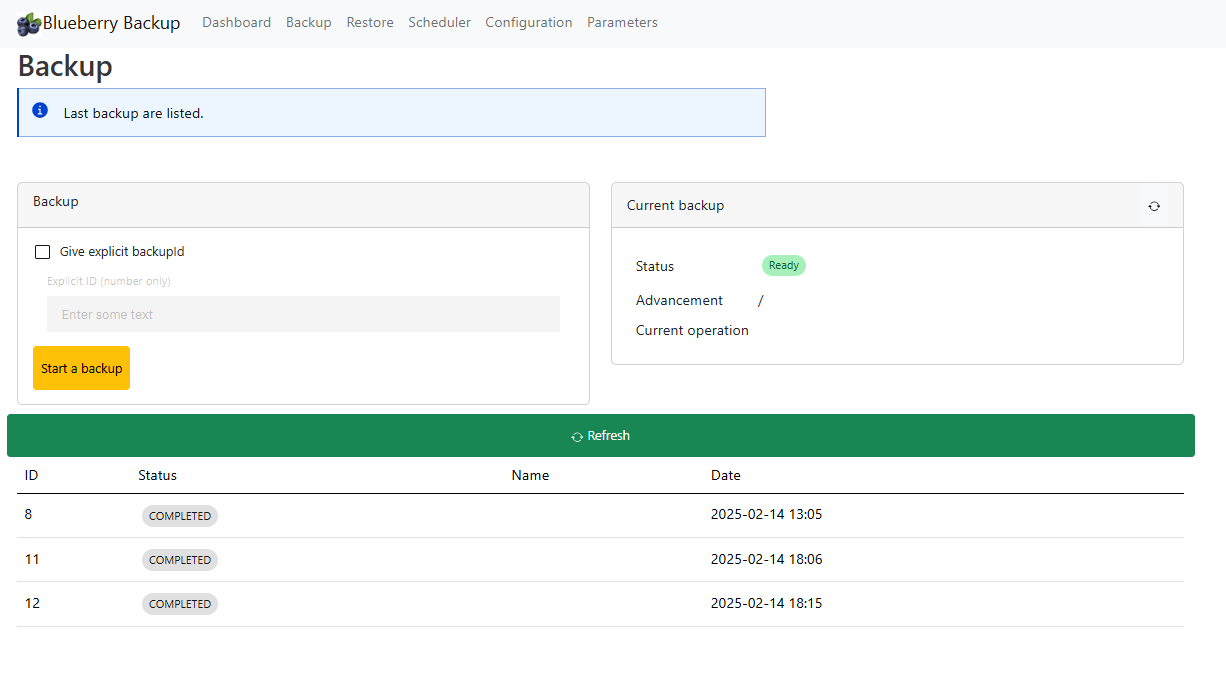 Blueberry Backup Dashboard Backup Restore Scheduler Configuration Parameters
Backup
Last backup are listed.
Backup
Give explicit backupId
Explicit ID (number only)
Enter some text
Start a backup
Current backup
Status Ready
Advancement /
Current operation
Refresh
ID Status Name Date
8 COMPLETED 2025-02-14 13:05
11 COMPLETED 2025-02-14 18:06
12 COMPLETED 2025-02-14 18:15